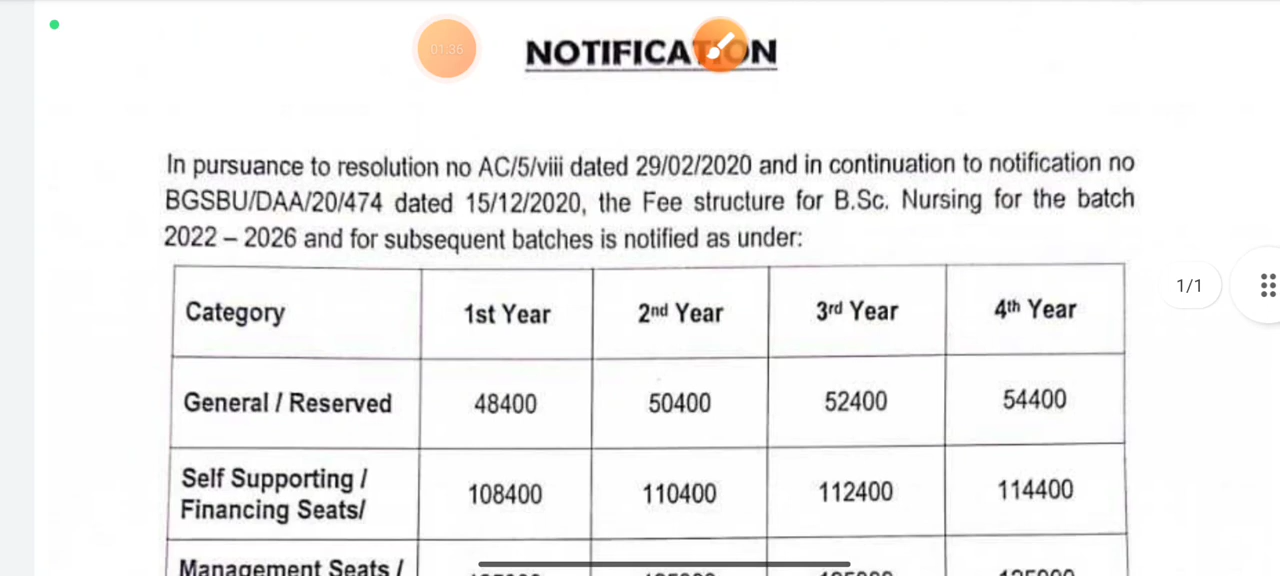 01:36
NOTIFICATION
In pursuance to resolution no AC/5/viii dated 29/02/2020 and in continuation to notification no
BGSBU/DAA/20/474 dated 15/12/2020, the Fee structure for B.Sc. Nursing for the batch
2022 – 2026 and for subsequent batches is notified as under:
Category 1st Year 2nd Year 3rd Year 4th Year
General / Reserved 48400 50400 52400 54400
Self Supporting /
Financing Seats/ 108400 110400 112400 114400
Management Seats /
1/1